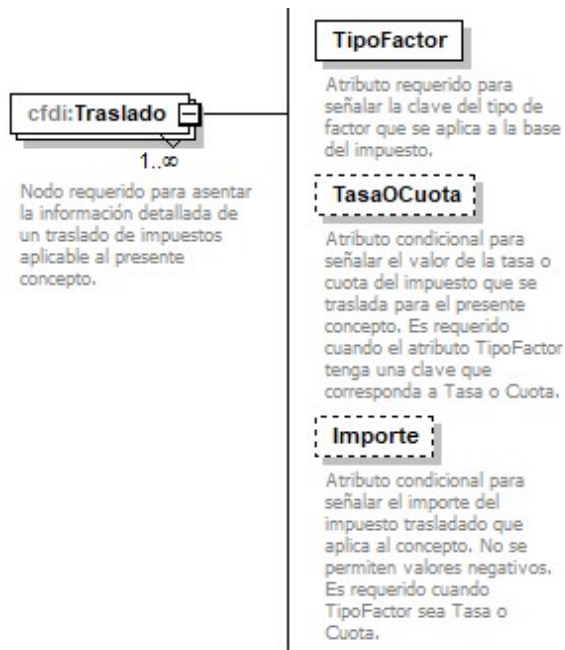 cfdi:Traslado
1..∞
Nodo requerido para asentar
la información detallada de
un traslado de impuestos
aplicable al presente
concepto.
TipoFactor
Atributo requerido para
señalar la clave del tipo de
factor que se aplica a la base
del impuesto.
TasaOCuota
Atributo condicional para
señalar el valor de la tasa o
cuota del impuesto que se
traslada para el presente
concepto. Es requerido
cuando el atributo TipoFactor
tenga una clave que
corresponda a Tasa o Cuota.
Importe
Atributo condicional para
señalar el importe del
impuesto trasladado que
aplica al concepto. No se
permiten valores negativos.
Es requerido cuando
TipoFactor sea Tasa o
Cuota.